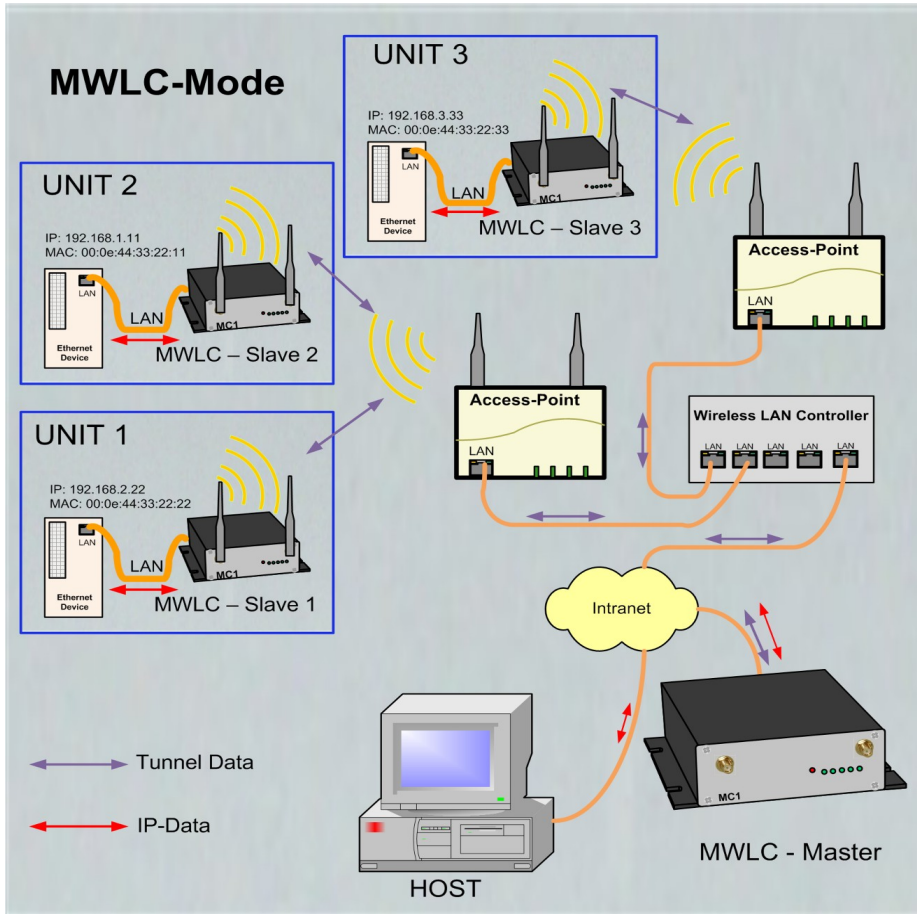 MWLC-Mode
UNIT 3
IP: 192.168.3.33
MAC: 00:0e:44:33:22:33
LAN
Ethernet
Device
LAN
MC1
MWLC – Slave 3
UNIT 2
IP: 192.168.1.11
MAC: 00:0e:44:33:22:11
LAN
Ethernet
Device
LAN
MC1
MWLC – Slave 2
UNIT 1
IP: 192.168.2.22
MAC: 00:0e:44:33:22:22
LAN
Ethernet
Device
LAN
MC1
MWLC – Slave 1
Access-Point
LAN
Access-Point
LAN
Wireless LAN Controller
LAN LAN LAN LAN LAN
Intranet
MC1
MWLC - Master
HOST
Tunnel Data
IP-Data